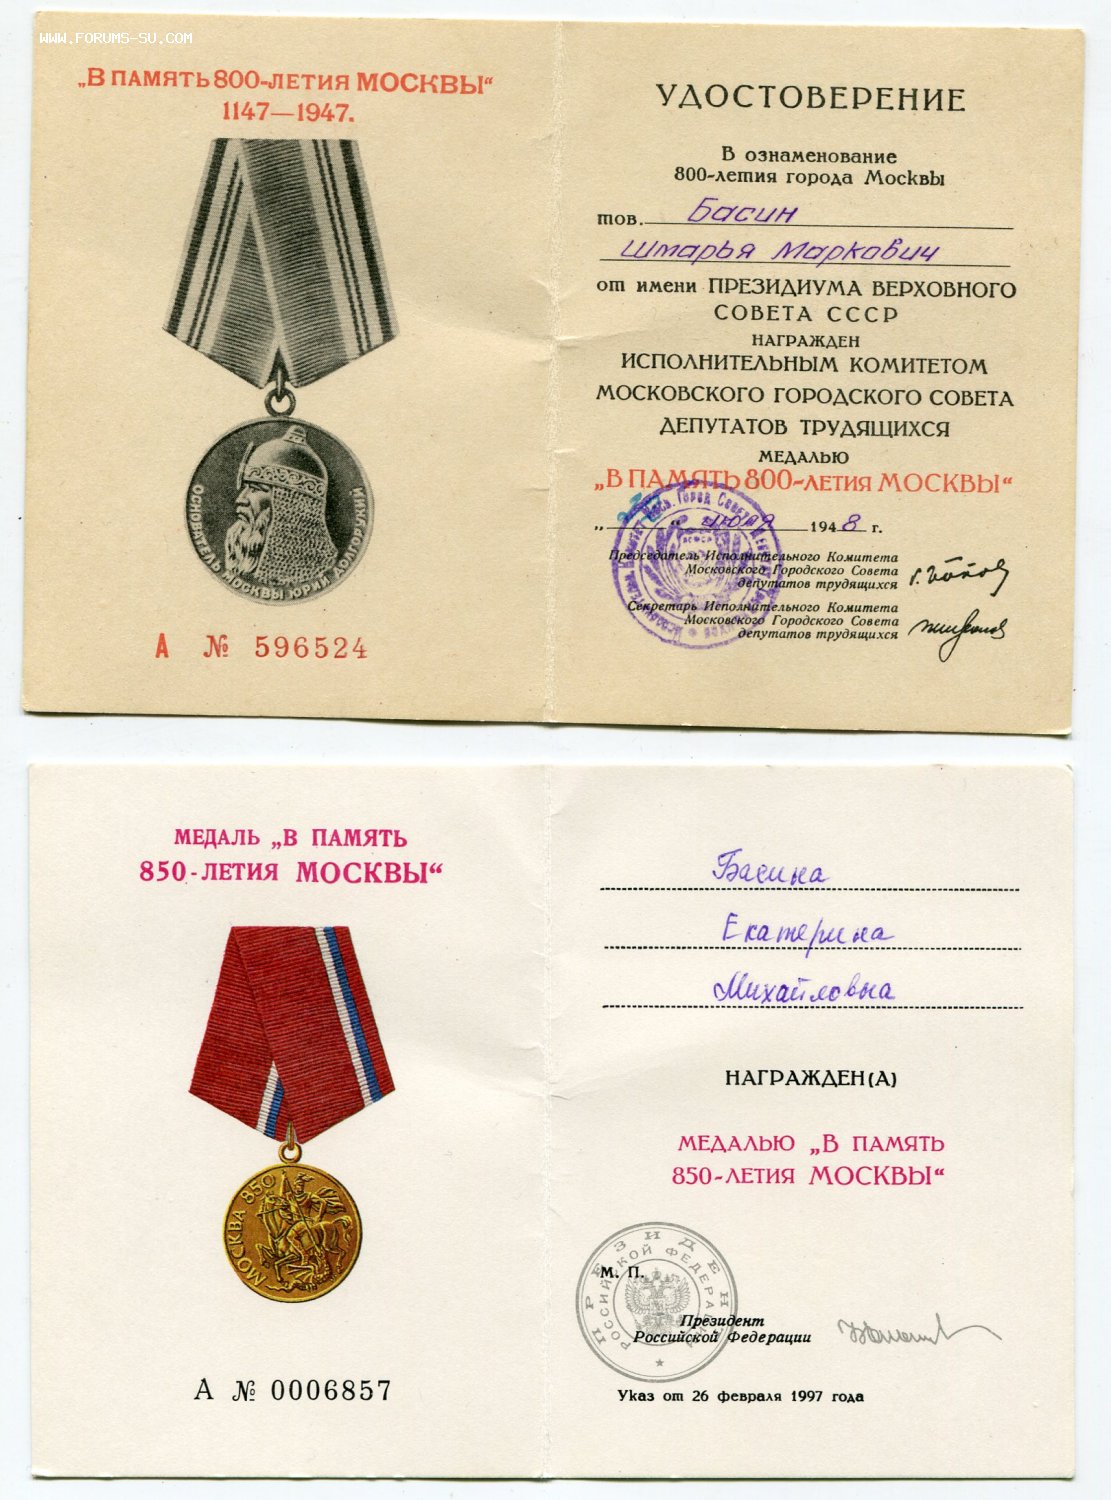 WWW.FORUMS-SU.COM
„В ПАМЯТЬ 800-ЛЕТИЯ МОСКВЫ“
1147—1947.
ОСНОВАТЕЛЬ МОСКВЫ ЮРИЙ ДОЛГОРУКИЙ
А № 596524
УДОСТОВЕРЕНИЕ
В ознаменование
800-летия города Москвы
тов. Басин
Шмарья Маркович
от имени ПРЕЗИДИУМА ВЕРХОВНОГО
СОВЕТА СССР
НАГРАЖДЕН
ИСПОЛНИТЕЛЬНЫМ КОМИТЕТОМ
МОСКОВСКОГО ГОРОДСКОГО СОВЕТА
ДЕПУТАТОВ ТРУДЯЩИХСЯ
МЕДАЛЬЮ
„В ПАМЯТЬ 800-ЛЕТИЯ МОСКВЫ“
„ “ 1948 г.
Председатель Исполнительного Комитета
Московского Городского Совета
депутатов трудящихся
Секретарь Исполнительного Комитета
Московского Городского Совета
депутатов трудящихся
МЕДАЛЬ „В ПАМЯТЬ
850-ЛЕТИЯ МОСКВЫ“
МОСКВА 850
А № 0006857
Басина
Екатерина
Михайловна
НАГРАЖДЕН(А)
МЕДАЛЬЮ „В ПАМЯТЬ
850-ЛЕТИЯ МОСКВЫ“
ПРЕЗИДЕНТ
РОССИЙСКОЙ ФЕДЕРАЦИИ
М. П.
Президент
Российской Федерации
Указ от 26 февраля 1997 года